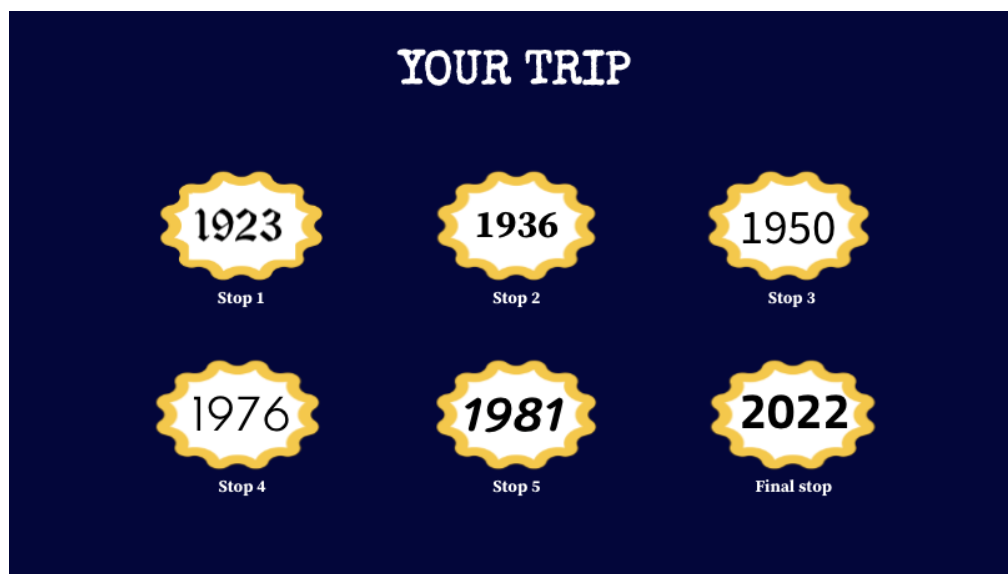 YOUR TRIP
1923
1936
1950
Stop 1
Stop 2
Stop 3
1976
1981
2022
Stop 4
Stop 5
Final stop